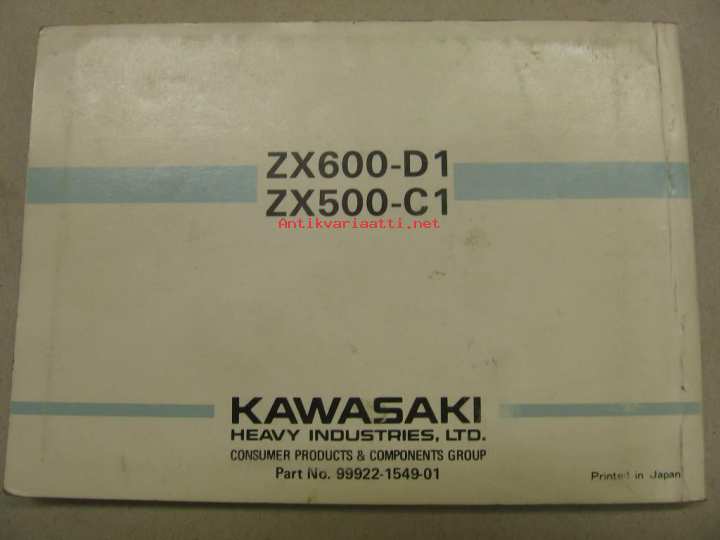 ZX600-D1
ZX500-C1
Antikvariaatti.net
KAWASAKI
HEAVY INDUSTRIES, LTD.
CONSUMER PRODUCTS & COMPONENTS GROUP
Part No. 99922-1549-01
Printed in Japan